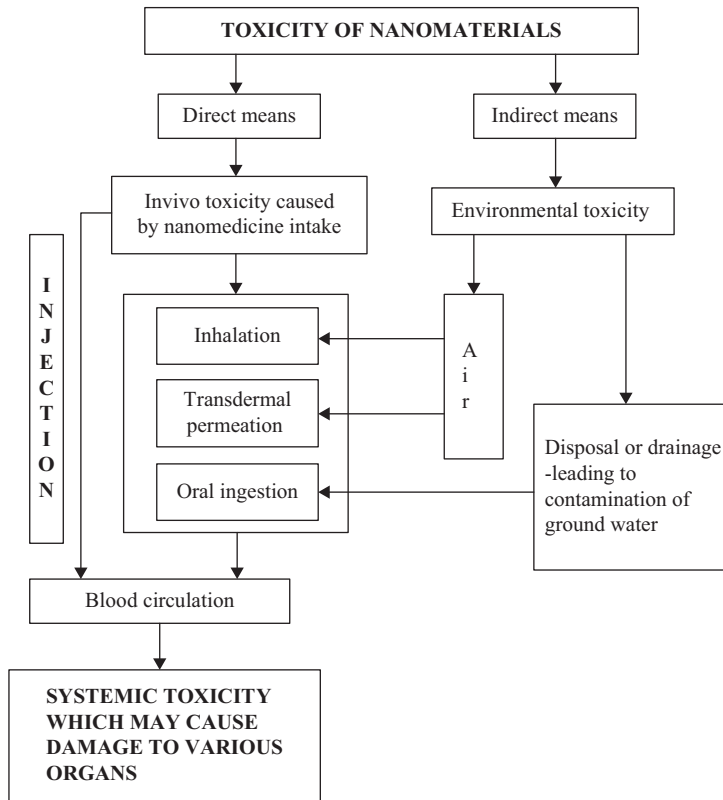 TOXICITY OF NANOMATERIALS
Direct means
Indirect means
Invivo toxicity caused
by nanomedicine intake
Environmental toxicity
INJECTION
Inhalation
Air
Transdermal
permeation
Oral ingestion
Disposal or drainage
-leading to
contamination of
ground water
Blood circulation
SYSTEMIC TOXICITY
WHICH MAY CAUSE
DAMAGE TO VARIOUS
ORGANS